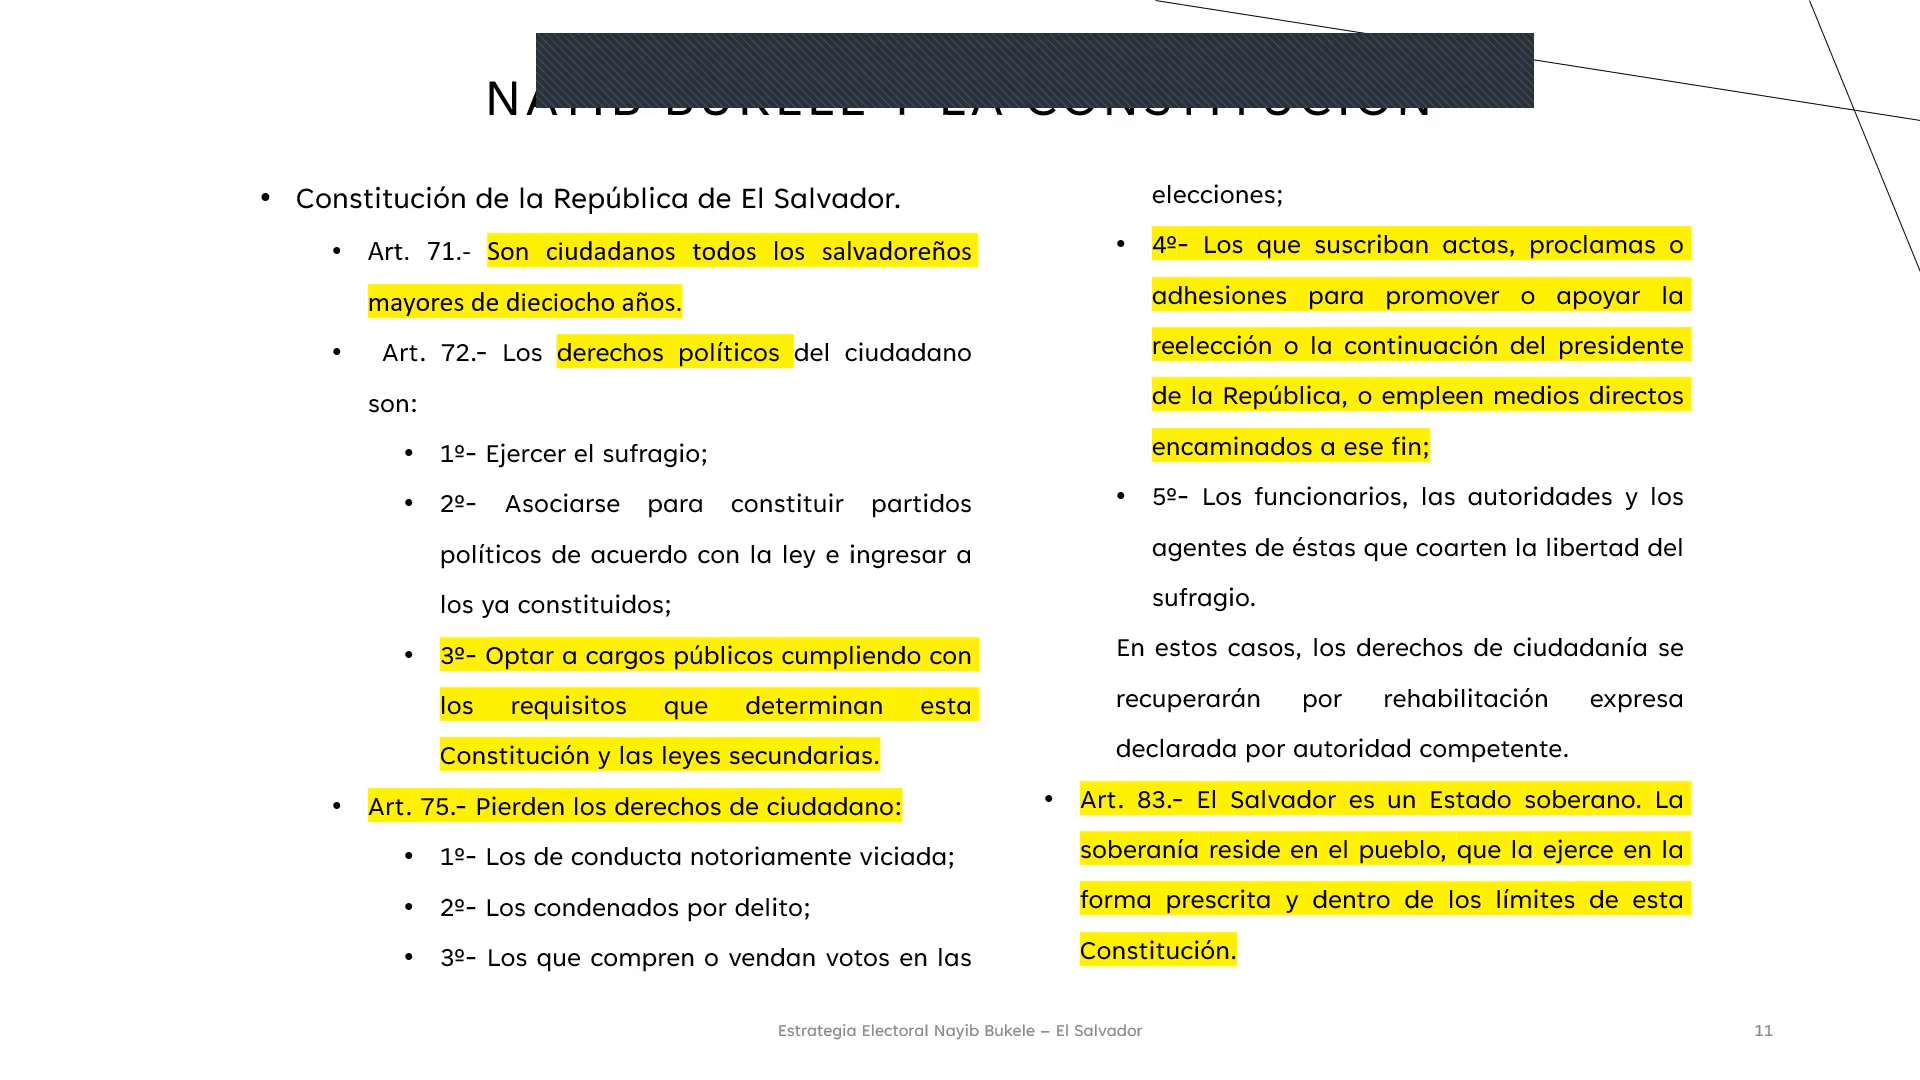 NAYIB BUKELE Y LA CONSTITUCIÓN
• Constitución de la República de El Salvador.
• Art. 71.- Son ciudadanos todos los salvadoreños
mayores de dieciocho años.
• Art. 72.- Los derechos políticos del ciudadano
son:
• 1º- Ejercer el sufragio;
• 2º- Asociarse para constituir partidos
políticos de acuerdo con la ley e ingresar a
los ya constituidos;
• 3º- Optar a cargos públicos cumpliendo con
los requisitos que determinan esta
Constitución y las leyes secundarias.
• Art. 75.- Pierden los derechos de ciudadano:
• 1º- Los de conducta notoriamente viciada;
• 2º- Los condenados por delito;
• 3º- Los que compren o vendan votos en las
elecciones;
• 4º- Los que suscriban actas, proclamas o
adhesiones para promover o apoyar la
reelección o la continuación del presidente
de la República, o empleen medios directos
encaminados a ese fin;
• 5º- Los funcionarios, las autoridades y los
agentes de éstas que coarten la libertad del
sufragio.
En estos casos, los derechos de ciudadanía se
recuperarán por rehabilitación expresa
declarada por autoridad competente.
• Art. 83.- El Salvador es un Estado soberano. La
soberanía reside en el pueblo, que la ejerce en la
forma prescrita y dentro de los límites de esta
Constitución.
Estrategia Electoral Nayib Bukele – El Salvador
11